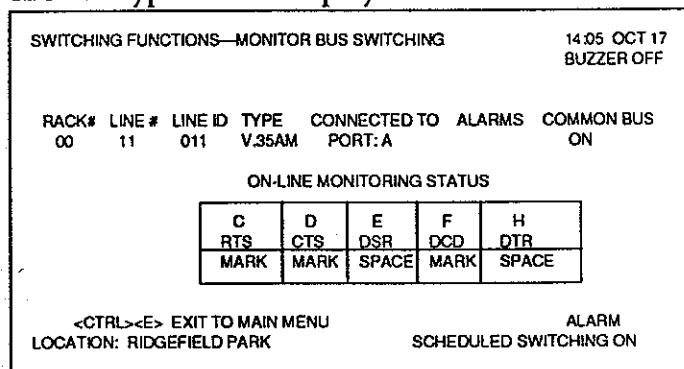 SWITCHING FUNCTIONS—MONITOR BUS SWITCHING 14:05 OCT 17
BUZZER OFF
RACK# LINE # LINE ID TYPE CONNECTED TO ALARMS COMMON BUS
00 11 011 V.35AM PORT: A ON
ON-LINE MONITORING STATUS
C D E F H
RTS CTS DSR DCD DTR
MARK MARK SPACE MARK SPACE
<CTRL><E> EXIT TO MAIN MENU ALARM
LOCATION: RIDGEFIELD PARK SCHEDULED SWITCHING ON